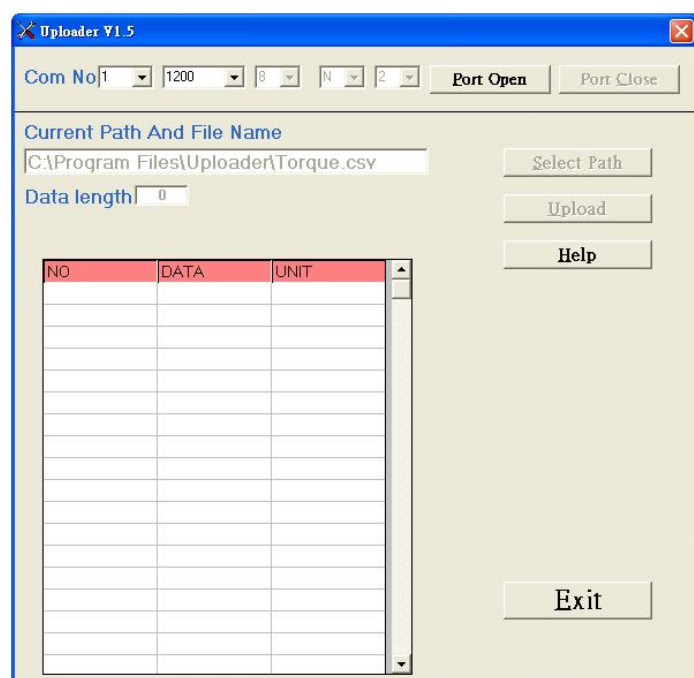 Uploader V1.5
Com No 1 1200 8 N 2 Port Open Port Close
Current Path And File Name
C:\Program Files\Uploader\Torque.csv Select Path
Data length 0 Upload
Help
NO DATA UNIT
Exit